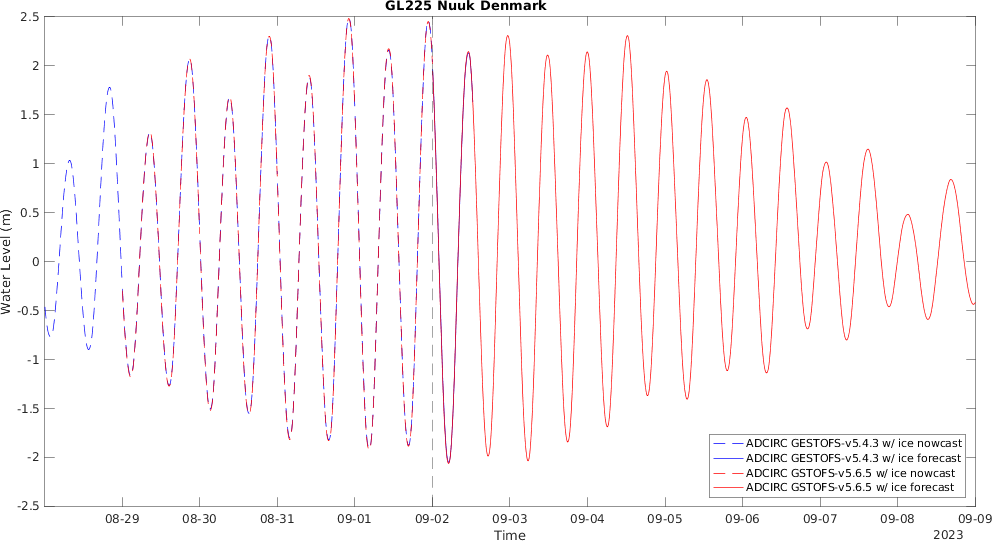 GL225 Nuuk Denmark
2.5
2
1.5
1
0.5
0
-0.5
-1
-1.5
-2
-2.5
Water Level (m)
ADCIRC GESTOFS-v5.4.3 w/ ice nowcast
ADCIRC GESTOFS-v5.4.3 w/ ice forecast
ADCIRC GSTOFS-v5.6.5 w/ ice nowcast
ADCIRC GSTOFS-v5.6.5 w/ ice forecast
08-29 08-30 08-31 09-01 09-02 09-03 09-04 09-05 09-06 09-07 09-08 09-09
Time
2023